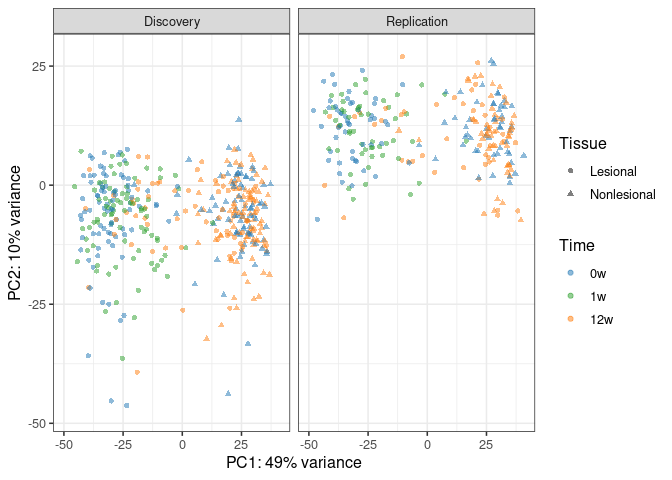 Discovery
Replication
PC2: 10% variance
25
0
-25
-50
-50
-25
0
25
-50
-25
0
25
PC1: 49% variance
Tissue
Lesional
Nonlesional
Time
0w
1w
12w